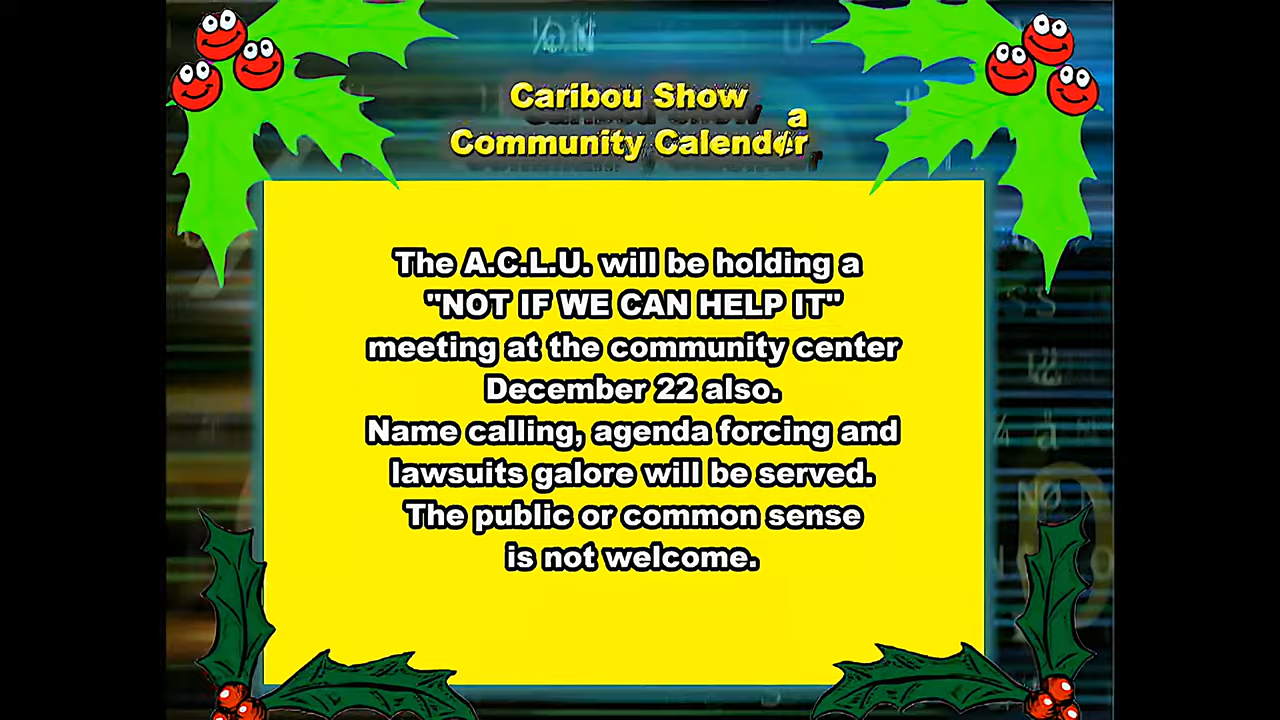 Caribou Show
a
Community Calender
The A.C.L.U. will be holding a
"NOT IF WE CAN HELP IT"
meeting at the community center
December 22 also.
Name calling, agenda forcing and
lawsuits galore will be served.
The public or common sense
is not welcome.